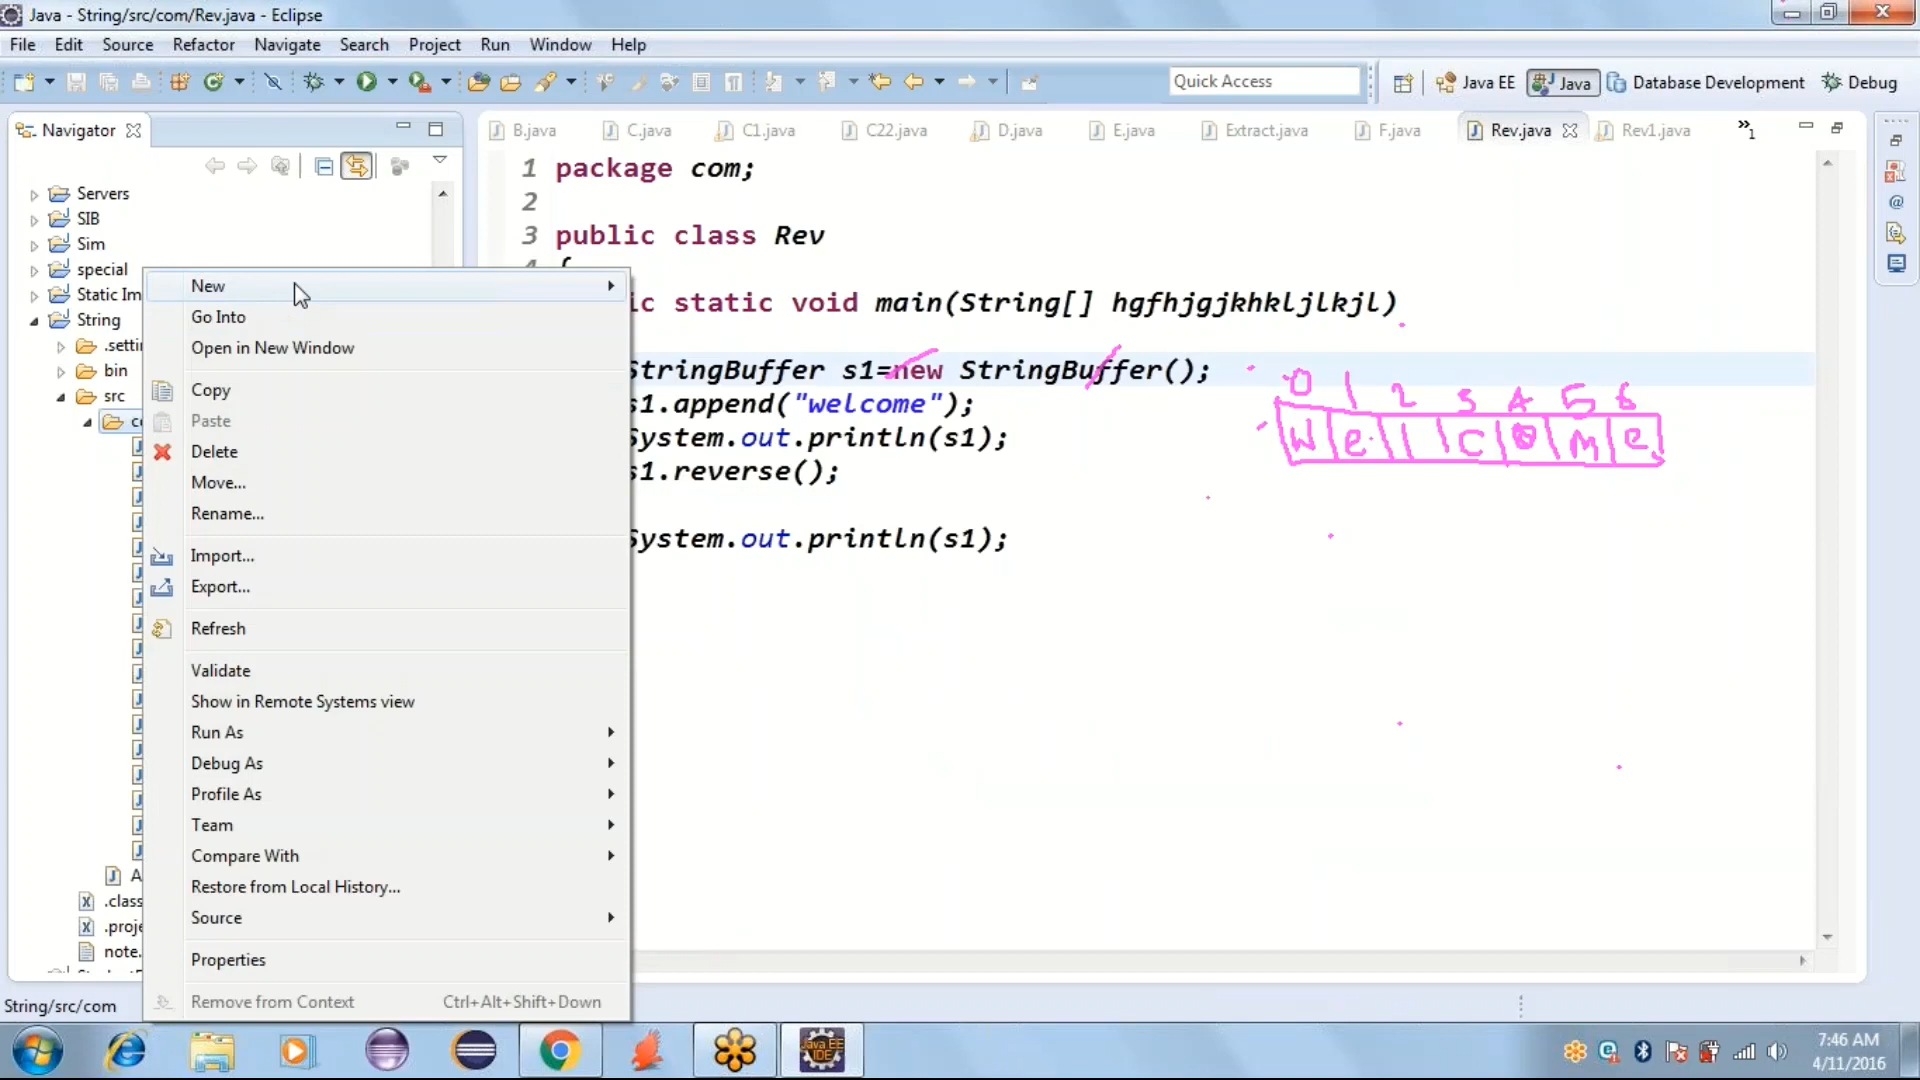 Java - String/src/com/Rev.java - Eclipse
File Edit Source Refactor Navigate Search Project Run Window Help
Quick Access
Java EE Java Database Development Debug
Navigator
B.java C.java C1.java C22.java D.java E.java Extract.java F.java Rev.java Rev1.java »1
Servers
SIB
Sim
special
Static Im
String
.settin
bin
src
co
A
.class
.proje
note.
1 package com;
2
3 public class Rev
4 {
ic static void main(String[] hgfhjgjkhkljlkjl)
StringBuffer s1=new StringBuffer();
s1.append("welcome");
System.out.println(s1);
s1.reverse();
System.out.println(s1);
0 1 2 3 4 5 6
W e l c o m e
New
Go Into
Open in New Window
Copy
Paste
Delete
Move...
Rename...
Import...
Export...
Refresh
Validate
Show in Remote Systems view
Run As
Debug As
Profile As
Team
Compare With
Restore from Local History...
Source
Properties
Remove from Context Ctrl+Alt+Shift+Down
String/src/com
Java EE
IDE
7:46 AM
4/11/2016